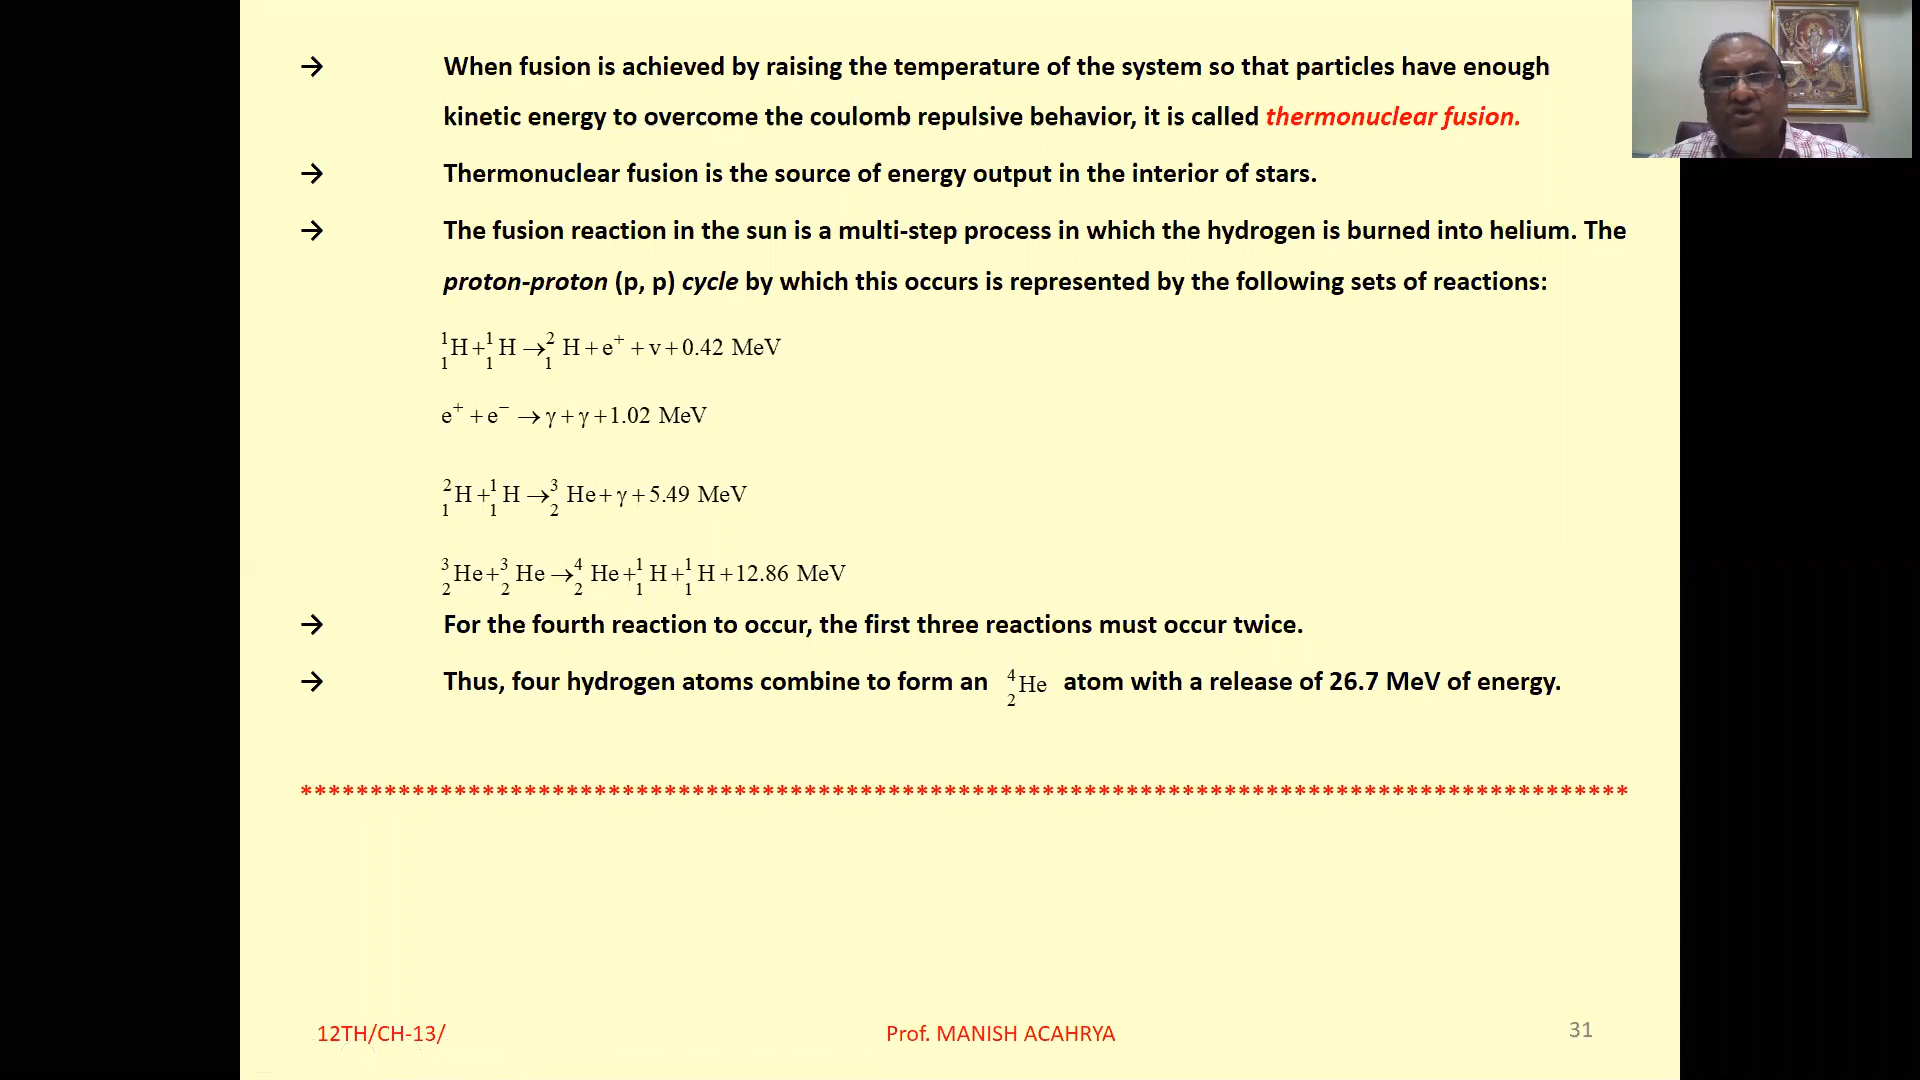 → When fusion is achieved by raising the temperature of the system so that particles have enough
kinetic energy to overcome the coulomb repulsive behavior, it is called thermonuclear fusion.
→ Thermonuclear fusion is the source of energy output in the interior of stars.
→ The fusion reaction in the sun is a multi-step process in which the hydrogen is burned into helium. The
proton-proton (p, p) cycle by which this occurs is represented by the following sets of reactions:
¹₁H+¹₁H→²₁H+e⁺+ν+0.42 MeV
e⁺+e⁻→γ+γ+1.02 MeV
²₁H+¹₁H→³₂He+γ+5.49 MeV
³₂He+³₂He→⁴₂He+¹₁H+¹₁H+12.86 MeV
→ For the fourth reaction to occur, the first three reactions must occur twice.
→ Thus, four hydrogen atoms combine to form an ⁴₂He atom with a release of 26.7 MeV of energy.
***********************************************************************************************
12TH/CH-13/ Prof. MANISH ACAHRYA 31